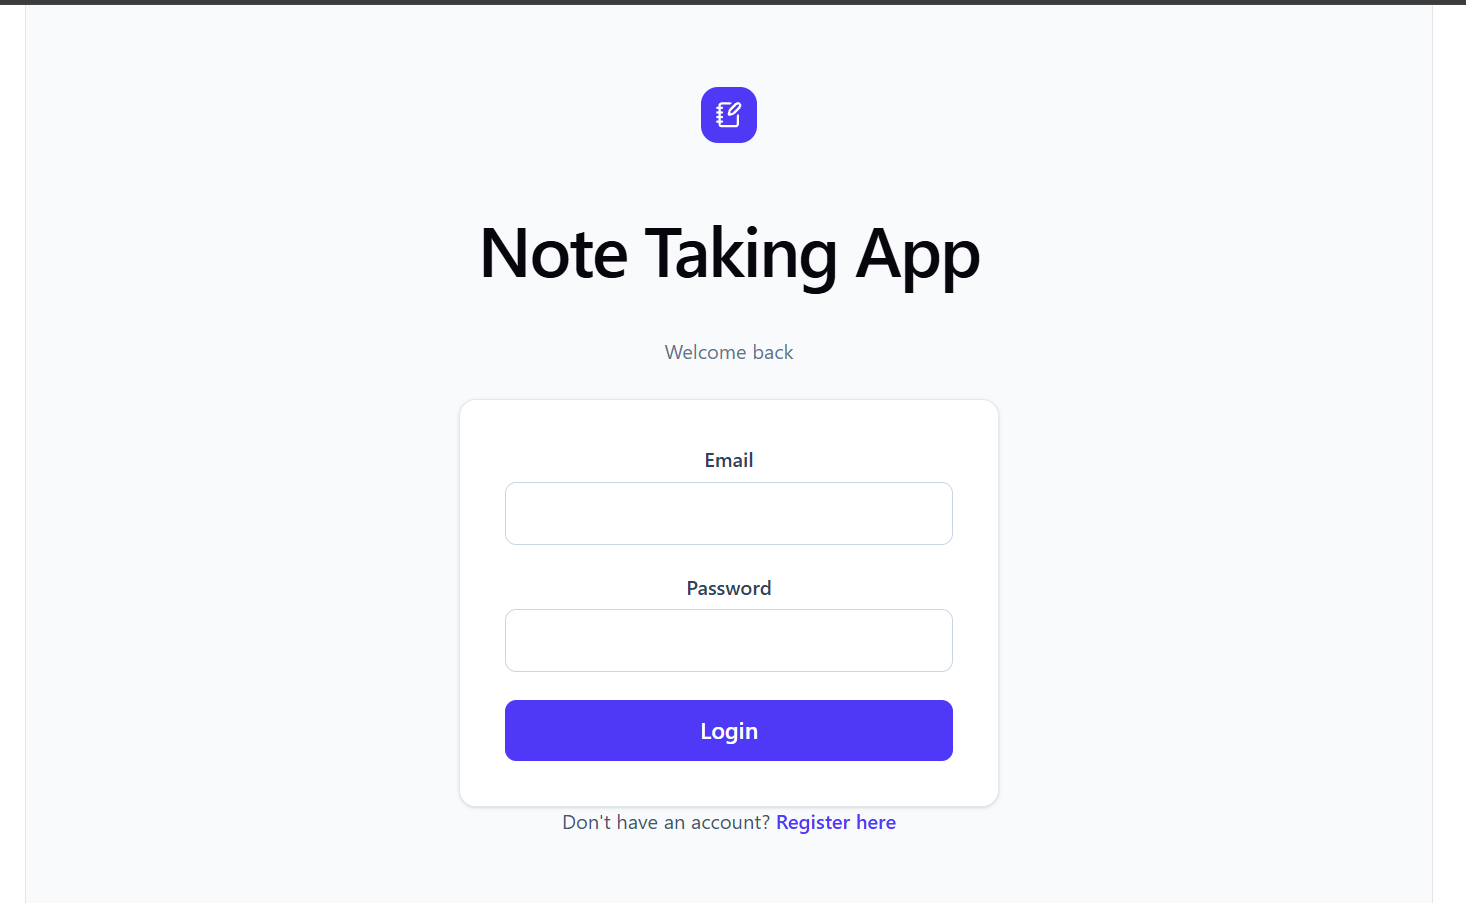 Note Taking App
Welcome back
Email
Password
Login
Don't have an account? Register here